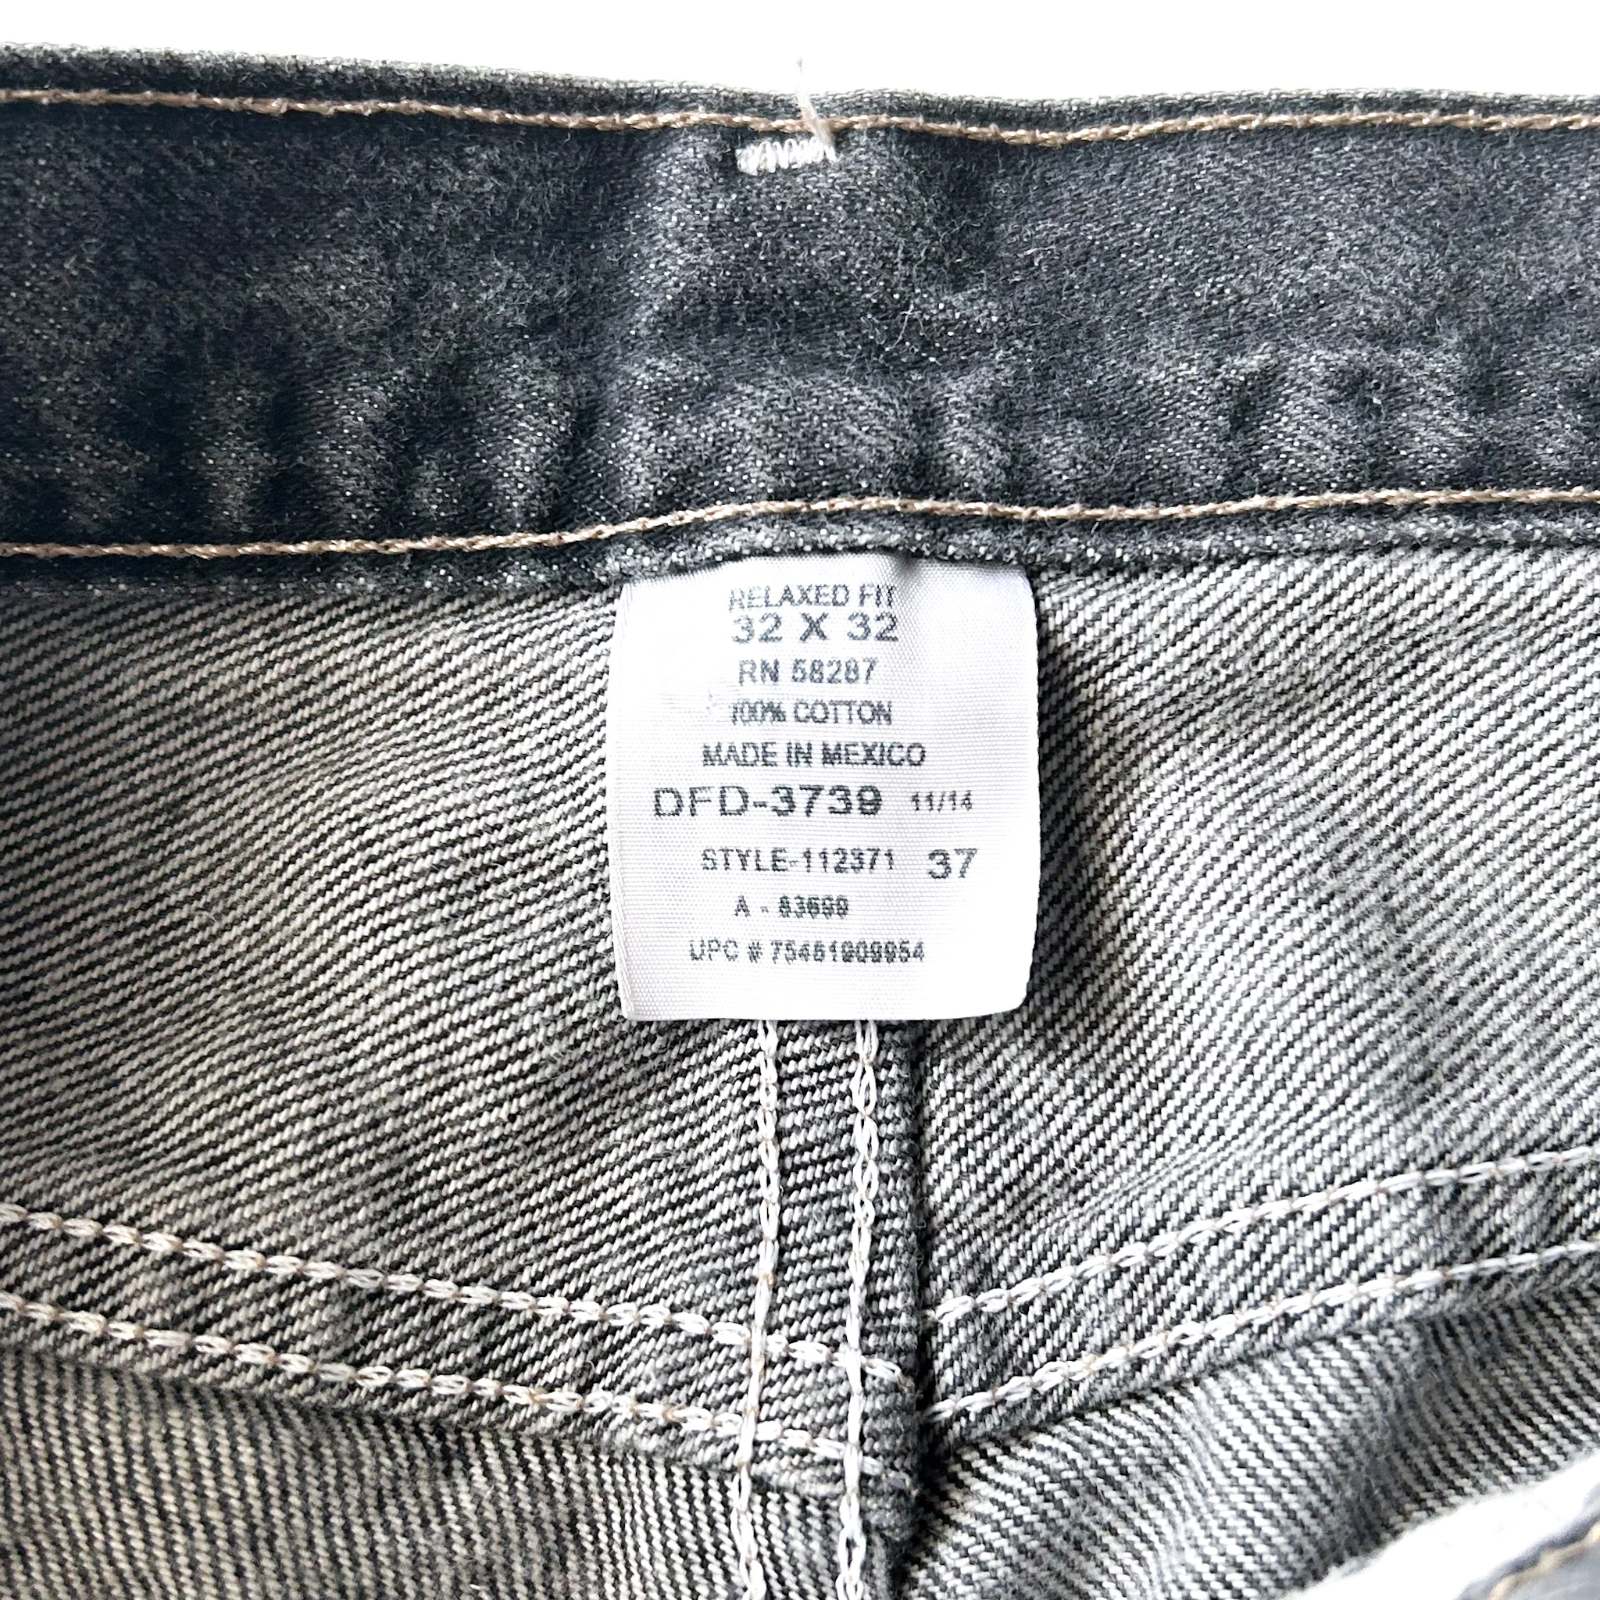 RELAXED FIT
32 X 32
RN 58287
100% COTTON
MADE IN MEXICO
DFD-3739 11/14
STYLE-112371 37
A - 83699
UPC # 75461909954